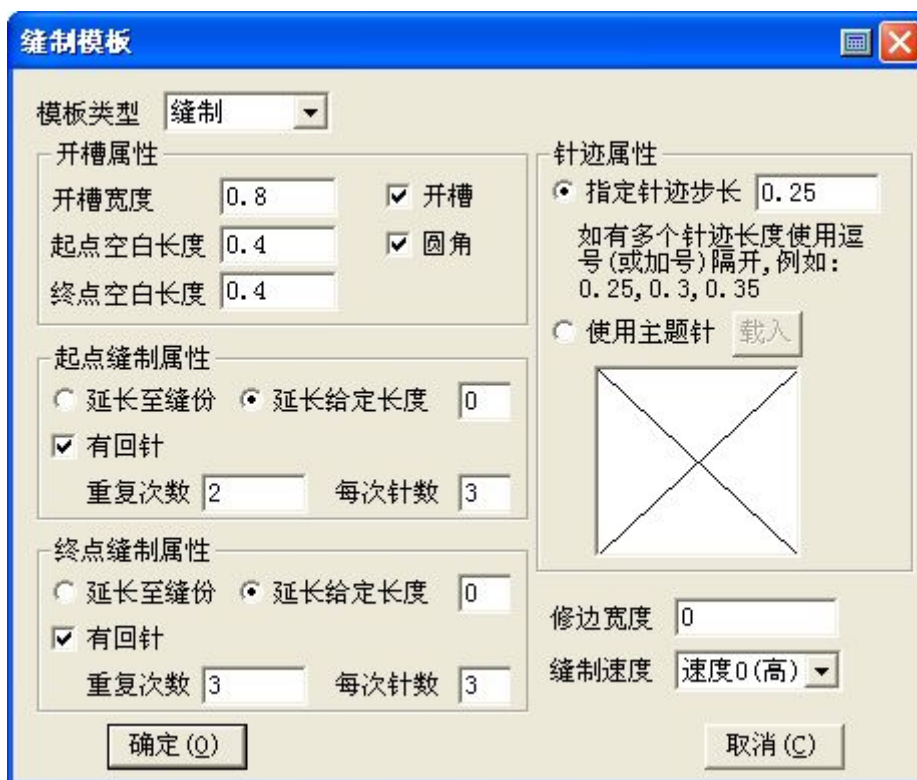 缝制模板
模板类型 缝制
开槽属性
开槽宽度 0.8 开槽
起点空白长度 0.4 圆角
终点空白长度 0.4
起点缝制属性
延长至缝份 延长给定长度 0
有回针
重复次数 2 每次针数 3
终点缝制属性
延长至缝份 延长给定长度 0
有回针
重复次数 3 每次针数 3
针迹属性
指定针迹步长 0.25
如有多个针迹长度使用逗
号(或加号)隔开,例如:
0.25,0.3,0.35
使用主题针 载入
修边宽度 0
缝制速度 速度0(高)
确定(O) 取消(C)